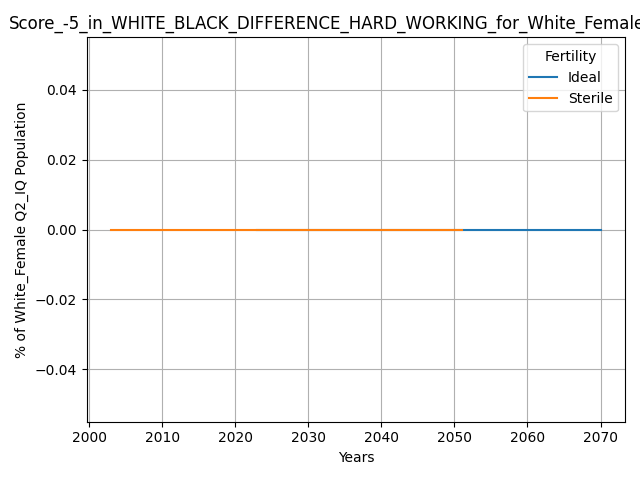 Score_-5_in_WHITE_BLACK_DIFFERENCE_HARD_WORKING_for_White_Female
Fertility
Ideal
Sterile
% of White_Female Q2_IQ Population
0.04
0.02
0.00
−0.02
−0.04
2000 2010 2020 2030 2040 2050 2060 2070
Years